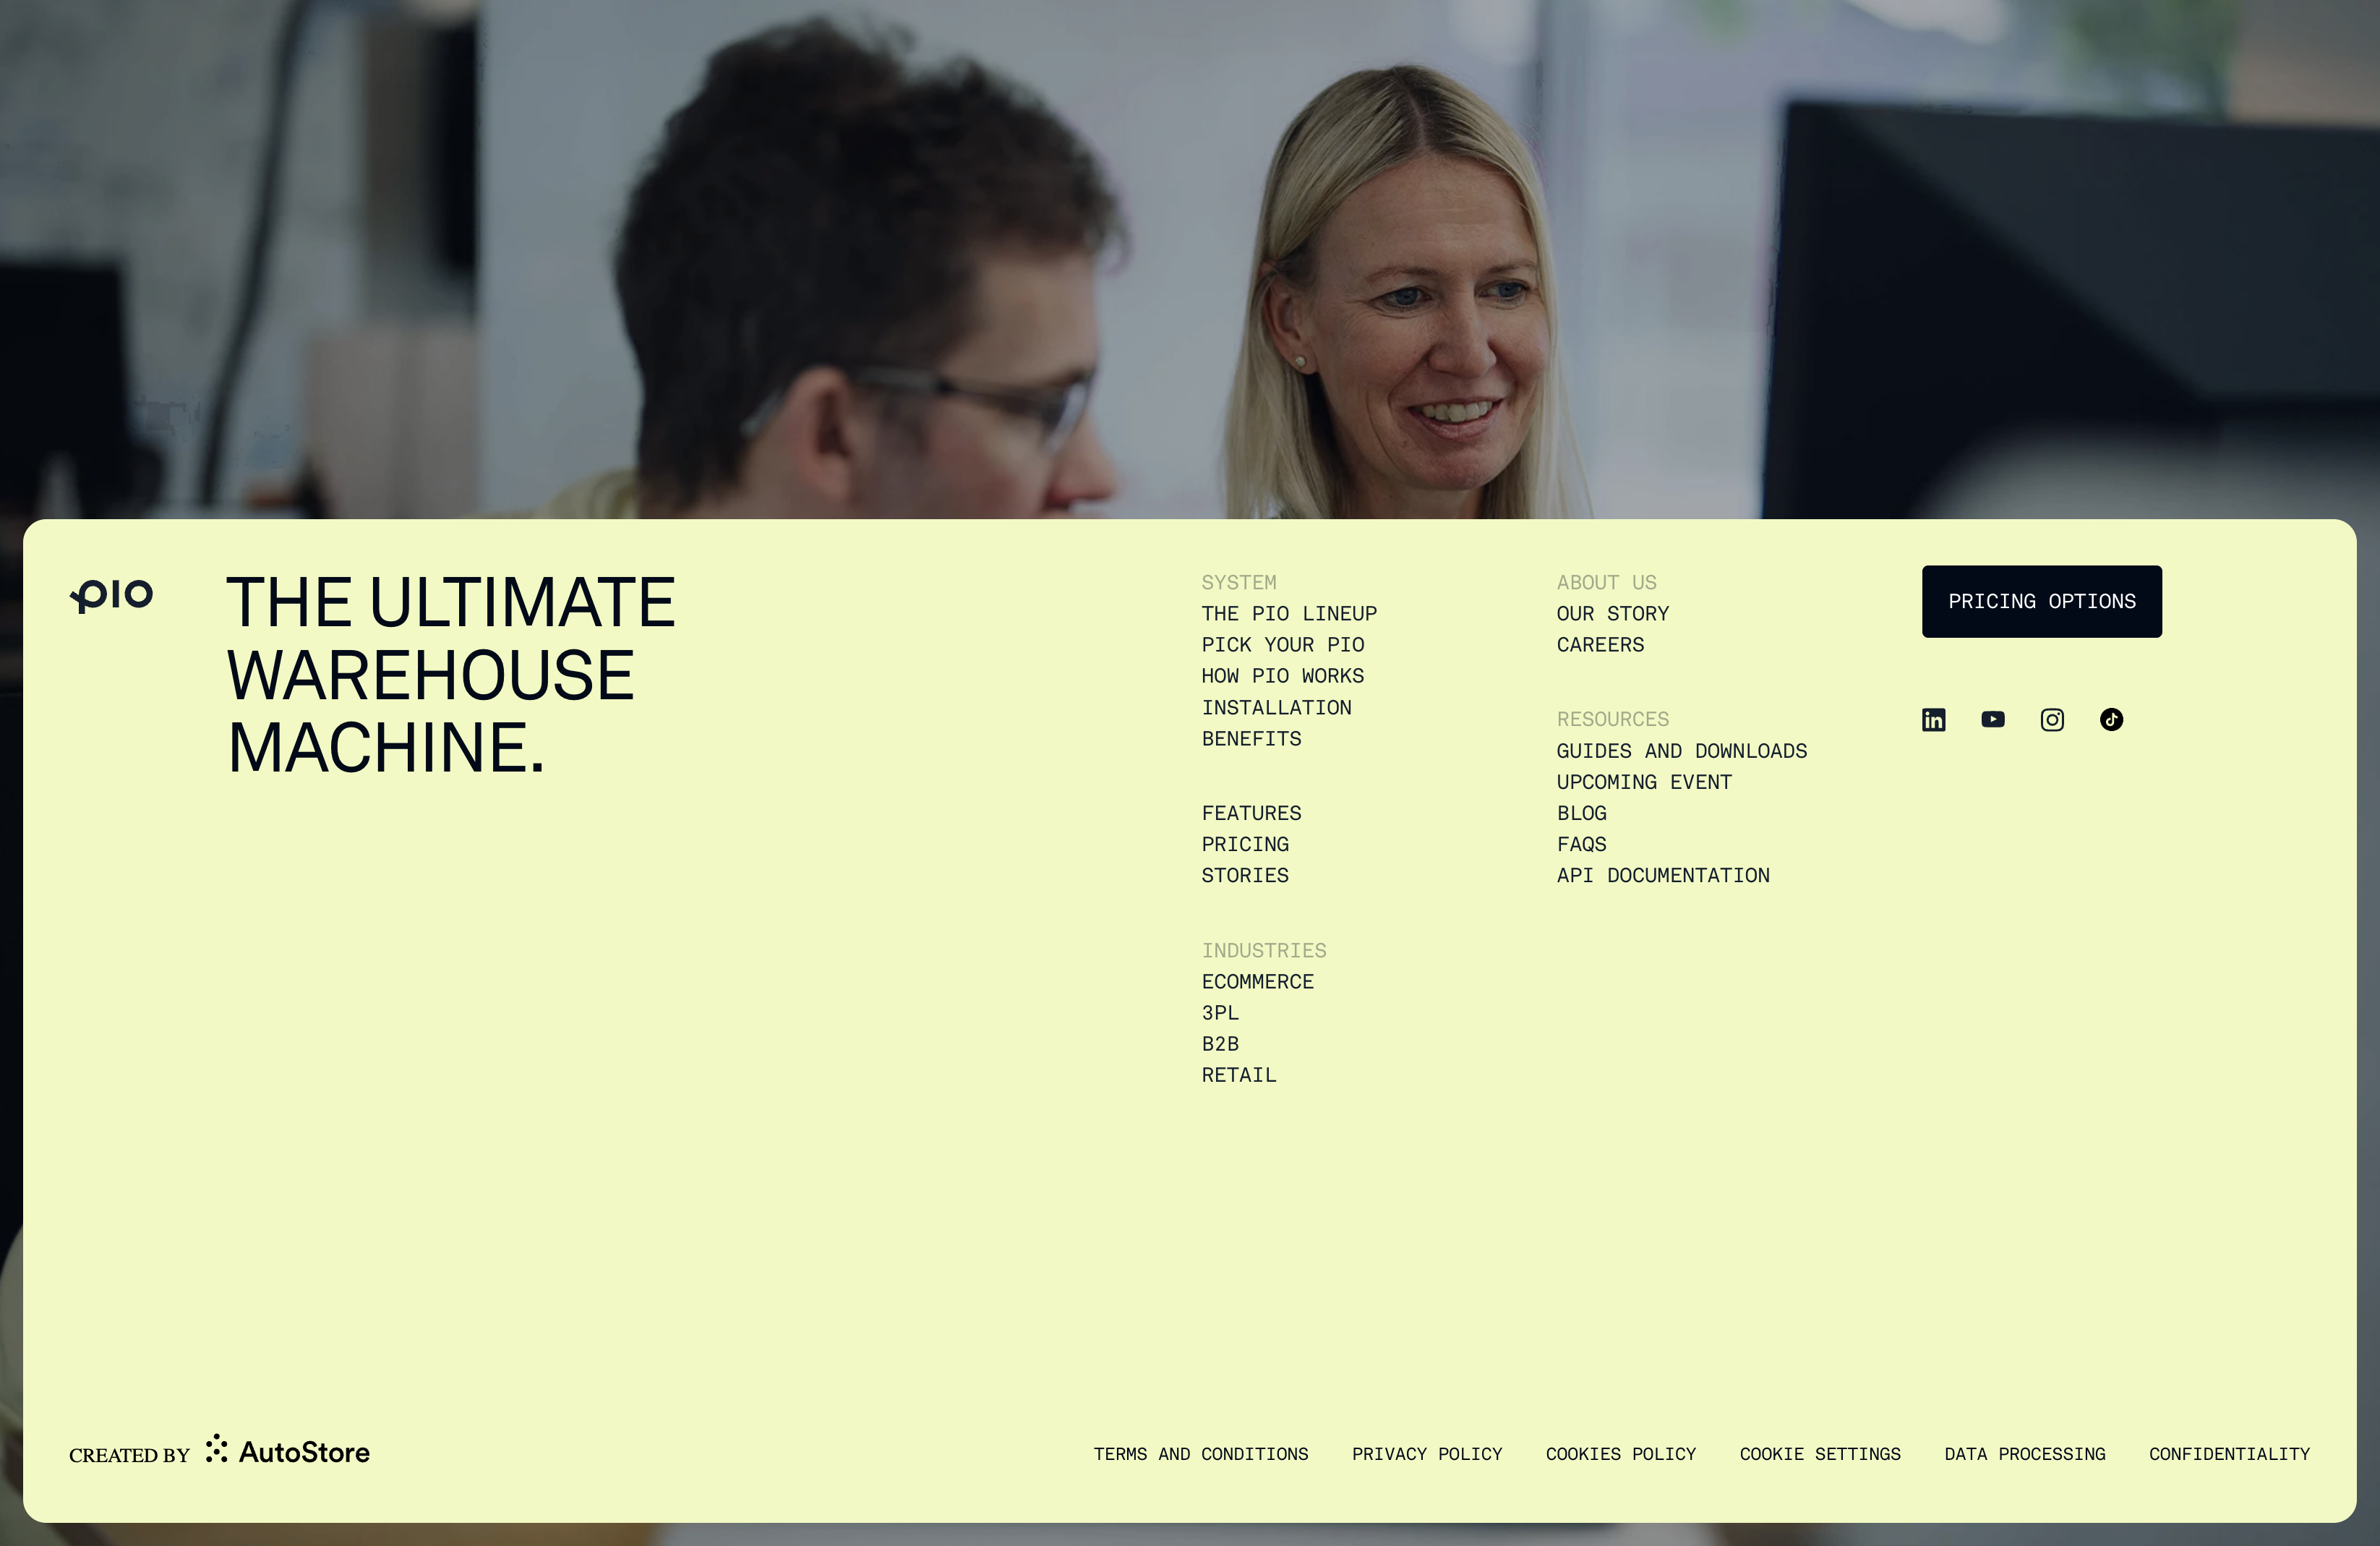 pio
THE ULTIMATE
WAREHOUSE
MACHINE.
SYSTEM
THE PIO LINEUP
PICK YOUR PIO
HOW PIO WORKS
INSTALLATION
BENEFITS
FEATURES
PRICING
STORIES
INDUSTRIES
ECOMMERCE
3PL
B2B
RETAIL
ABOUT US
OUR STORY
CAREERS
RESOURCES
GUIDES AND DOWNLOADS
UPCOMING EVENT
BLOG
FAQS
API DOCUMENTATION
PRICING OPTIONS
in
CREATED BY AutoStore
TERMS AND CONDITIONS PRIVACY POLICY COOKIES POLICY COOKIE SETTINGS DATA PROCESSING CONFIDENTIALITY